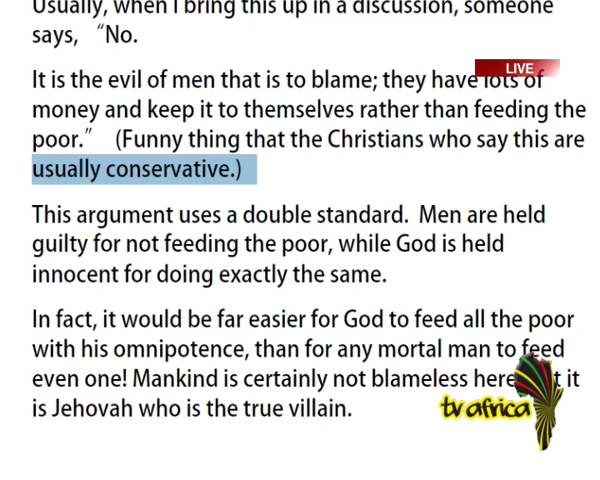 Usually, when I bring this up in a discussion, someone
says, “No.
LIVE
It is the evil of men that is to blame; they have lots of
money and keep it to themselves rather than feeding the
poor.” (Funny thing that the Christians who say this are
usually conservative.)
This argument uses a double standard. Men are held
guilty for not feeding the poor, while God is held
innocent for doing exactly the same.
In fact, it would be far easier for God to feed all the poor
with his omnipotence, than for any mortal man to feed
even one! Mankind is certainly not blameless here it
is Jehovah who is the true villain.
tv africa